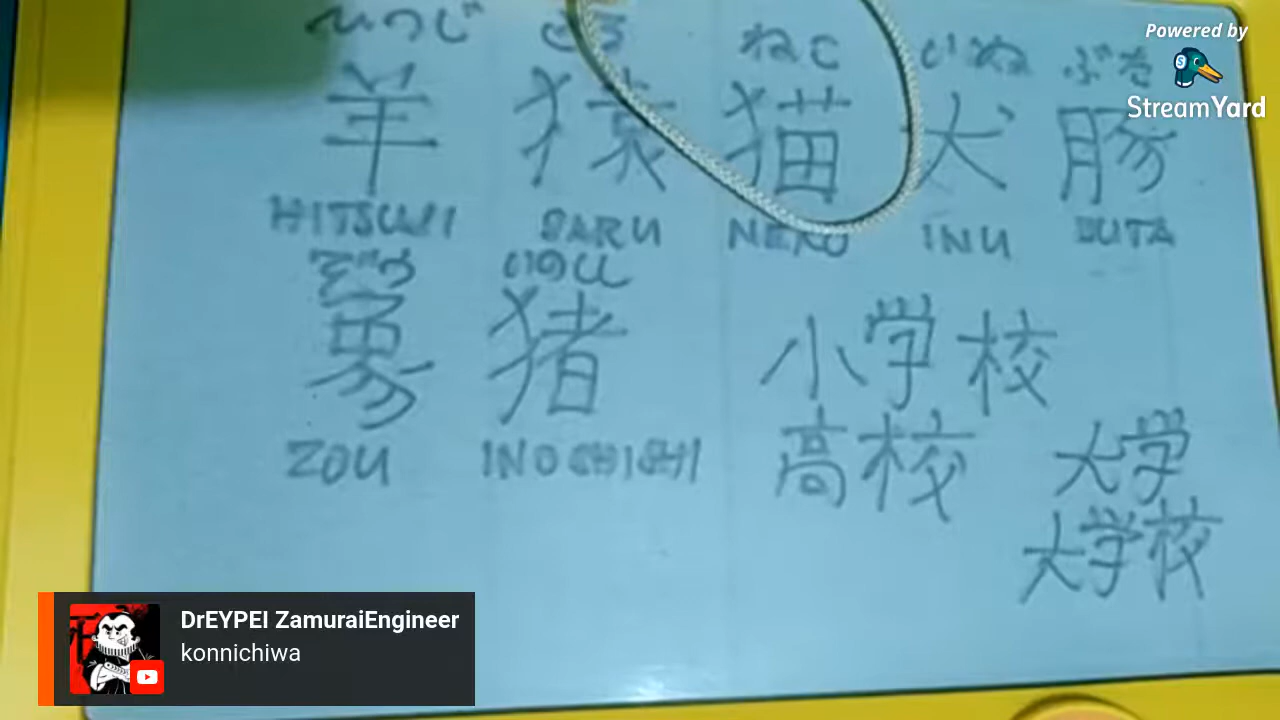 Powered by
StreamYard
ひつじ さる ねこ いぬ ぶた
羊 猿 猫 犬 豚
HITSUJI SARU NEKO INU BUTA
ぞう いのしし
象 猪
ZOU INOSHISHI
小学校
高校 大学
大学校
DrEYPEI ZamuraiEngineer
konnichiwa